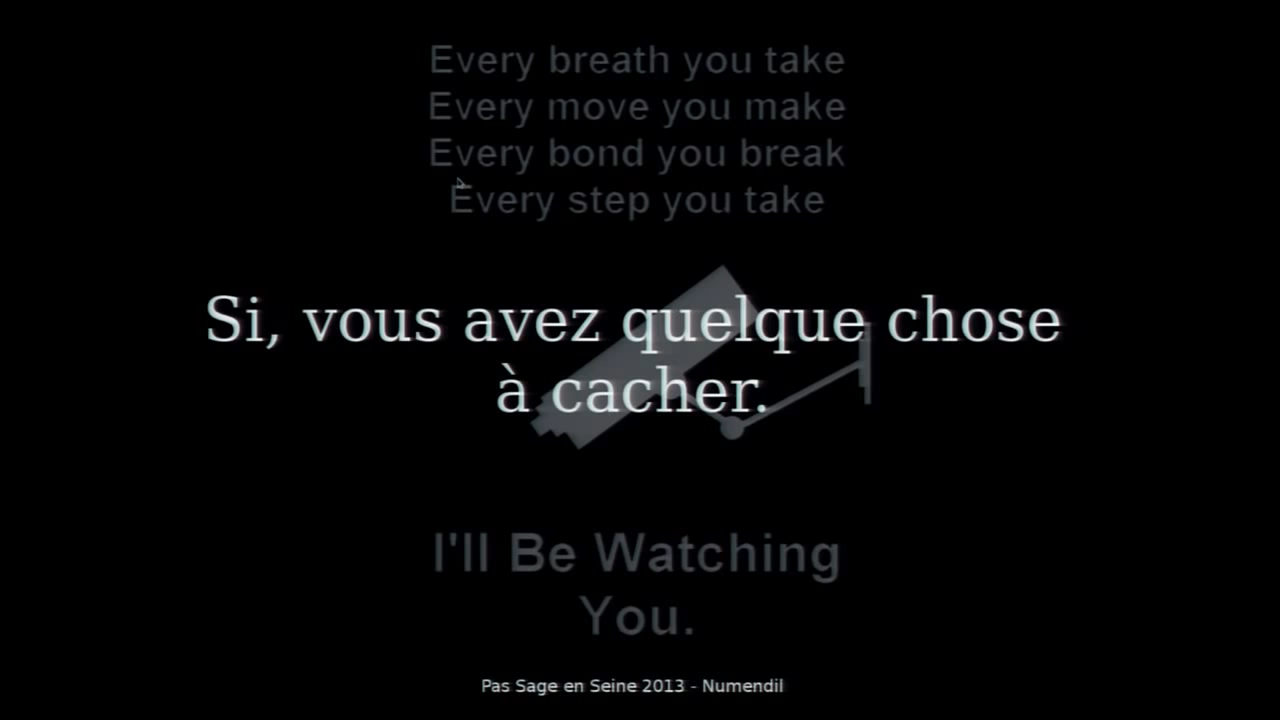 Every breath you take
Every move you make
Every bond you break
Every step you take
Si, vous avez quelque chose
à cacher.
I'll Be Watching
You.
Pas Sage en Seine 2013 - Numendil